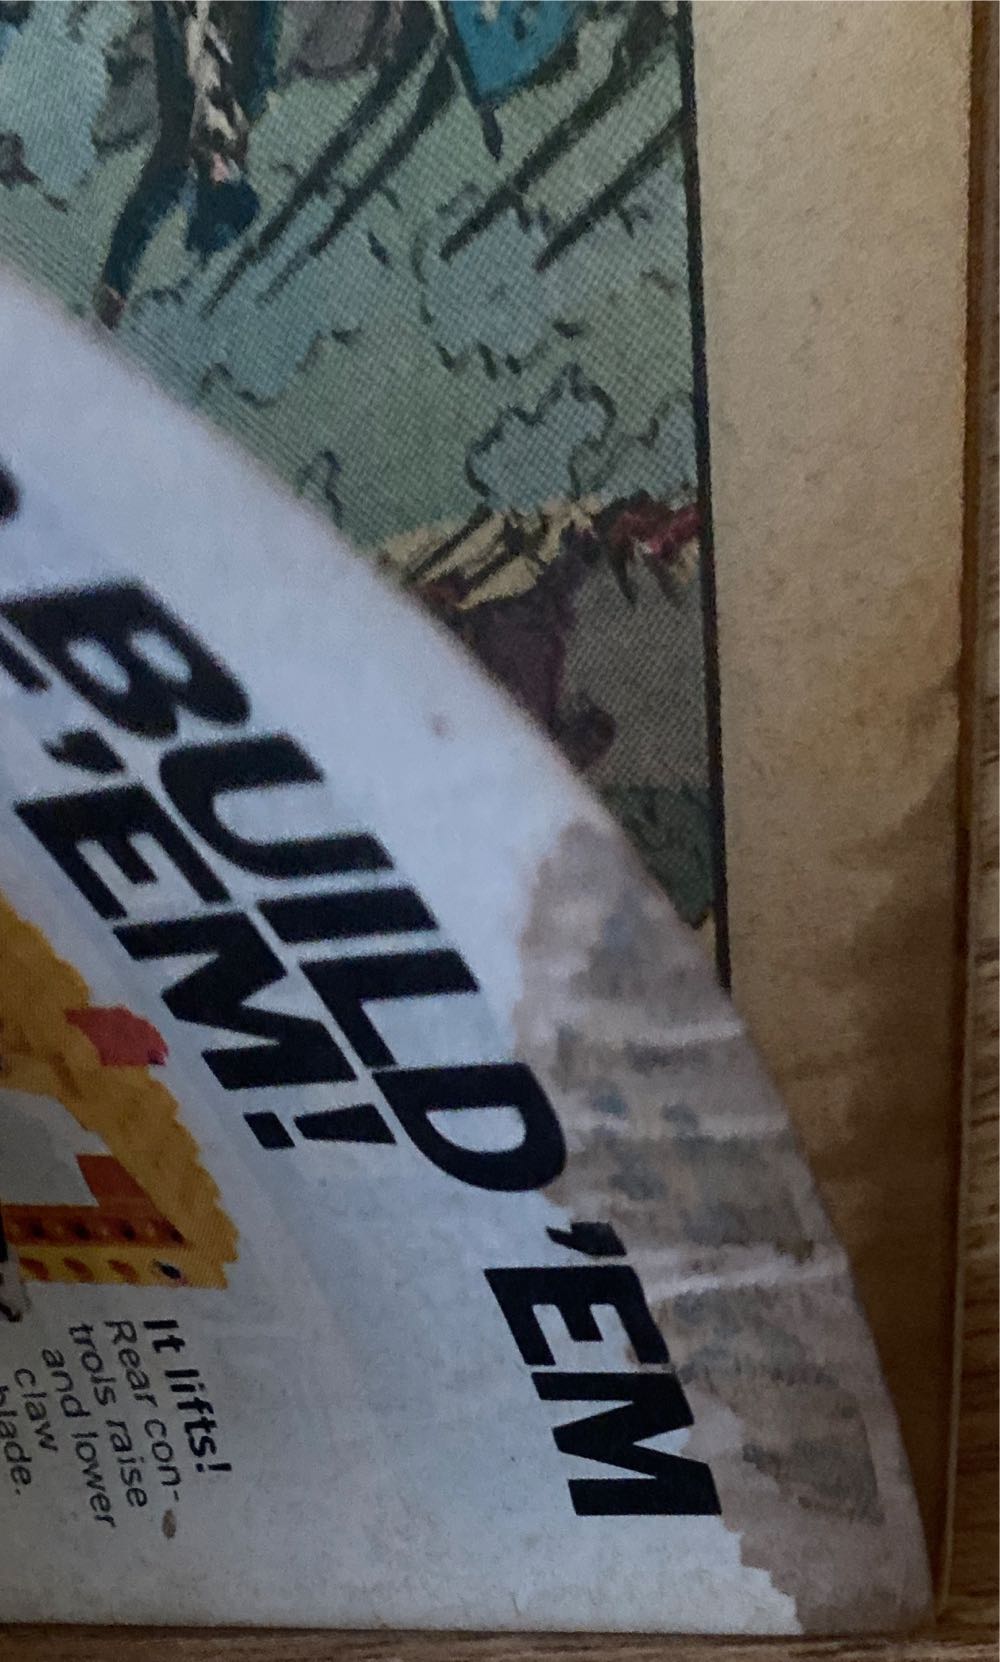 BUILD 'EM
'EM!
It lifts!
Rear con-
trols raise
and lower
claw
blade.